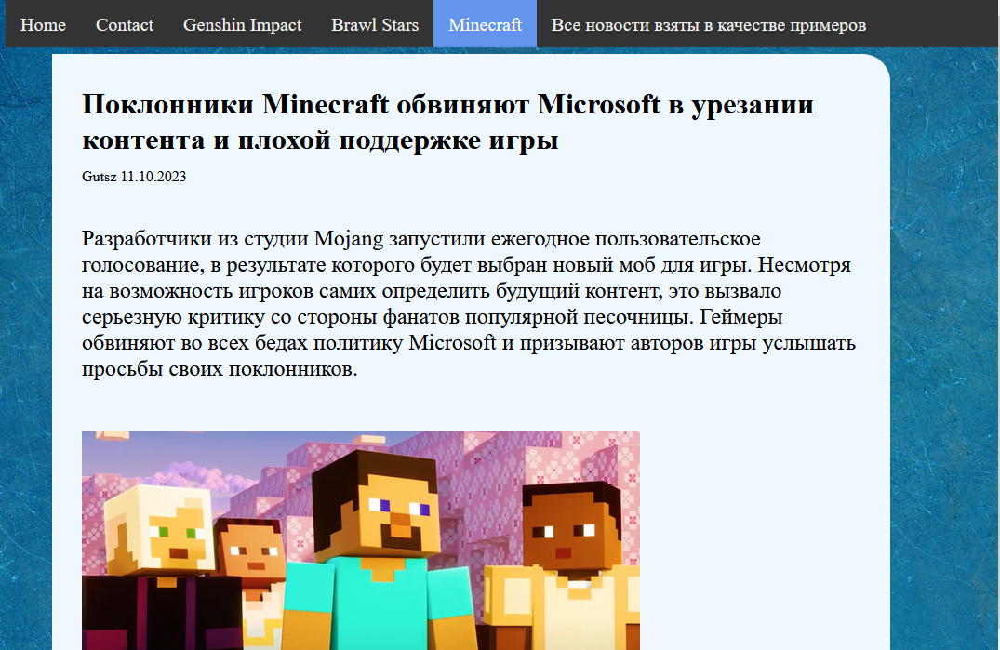 Home Contact Genshin Impact Brawl Stars Minecraft Все новости взяты в качестве примеров
Поклонники Minecraft обвиняют Microsoft в урезании
контента и плохой поддержке игры
Gutsz 11.10.2023
Разработчики из студии Mojang запустили ежегодное пользовательское
голосование, в результате которого будет выбран новый моб для игры. Несмотря
на возможность игроков самих определить будущий контент, это вызвало
серьезную критику со стороны фанатов популярной песочницы. Геймеры
обвиняют во всех бедах политику Microsoft и призывают авторов игры услышать
просьбы своих поклонников.